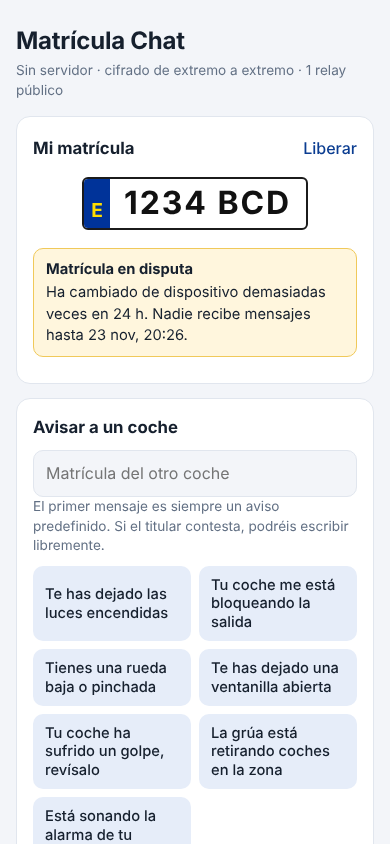 Matrícula Chat
Sin servidor · cifrado de extremo a extremo · 1 relay
público
Mi matrícula
Liberar
E 1234 BCD
Matrícula en disputa
Ha cambiado de dispositivo demasiadas
veces en 24 h. Nadie recibe mensajes
hasta 23 nov, 20:26.
Avisar a un coche
Matrícula del otro coche
El primer mensaje es siempre un aviso
predefinido. Si el titular contesta, podréis escribir
libremente.
Te has dejado las
luces encendidas
Tu coche me está
bloqueando la
salida
Tienes una rueda
baja o pinchada
Te has dejado una
ventanilla abierta
Tu coche ha
sufrido un golpe,
revísalo
La grúa está
retirando coches
en la zona
Está sonando la
alarma de tu